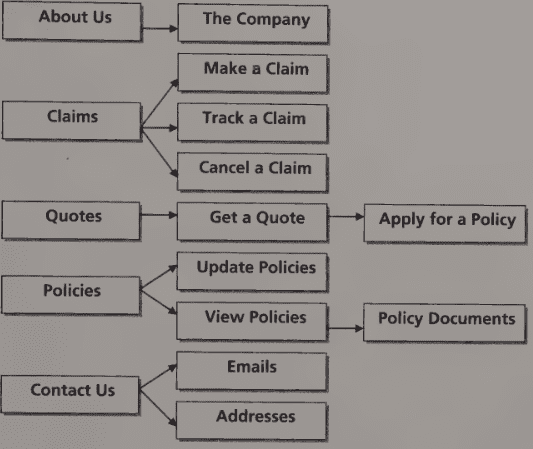 About Us
The Company
Make a Claim
Claims
Track a Claim
Cancel a Claim
Quotes
Get a Quote
Apply for a Policy
Update Policies
Policies
View Policies
Policy Documents
Emails
Contact Us
Addresses